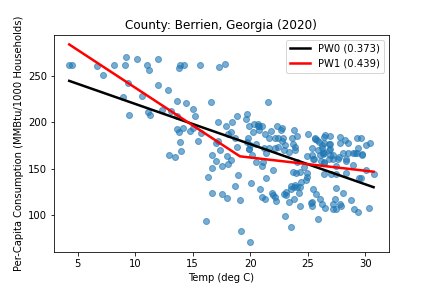 County: Berrien, Georgia (2020)
Per-Capita Consumption (MMBtu/1000 Households)
250
200
150
100
PW0 (0.373)
PW1 (0.439)
5 10 15 20 25 30
Temp (deg C)